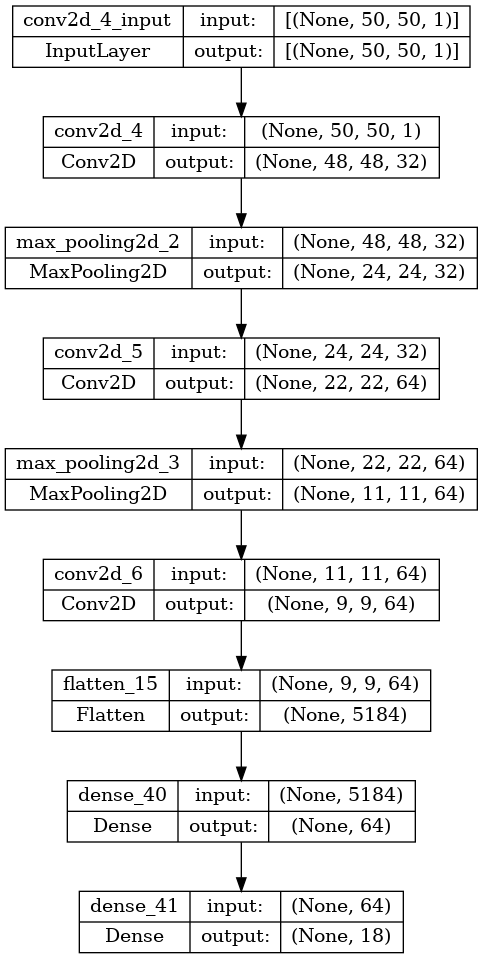 conv2d_4_input input: [(None, 50, 50, 1)]
InputLayer output: [(None, 50, 50, 1)]
conv2d_4 input: (None, 50, 50, 1)
Conv2D output: (None, 48, 48, 32)
max_pooling2d_2 input: (None, 48, 48, 32)
MaxPooling2D output: (None, 24, 24, 32)
conv2d_5 input: (None, 24, 24, 32)
Conv2D output: (None, 22, 22, 64)
max_pooling2d_3 input: (None, 22, 22, 64)
MaxPooling2D output: (None, 11, 11, 64)
conv2d_6 input: (None, 11, 11, 64)
Conv2D output: (None, 9, 9, 64)
flatten_15 input: (None, 9, 9, 64)
Flatten output: (None, 5184)
dense_40 input: (None, 5184)
Dense output: (None, 64)
dense_41 input: (None, 64)
Dense output: (None, 18)